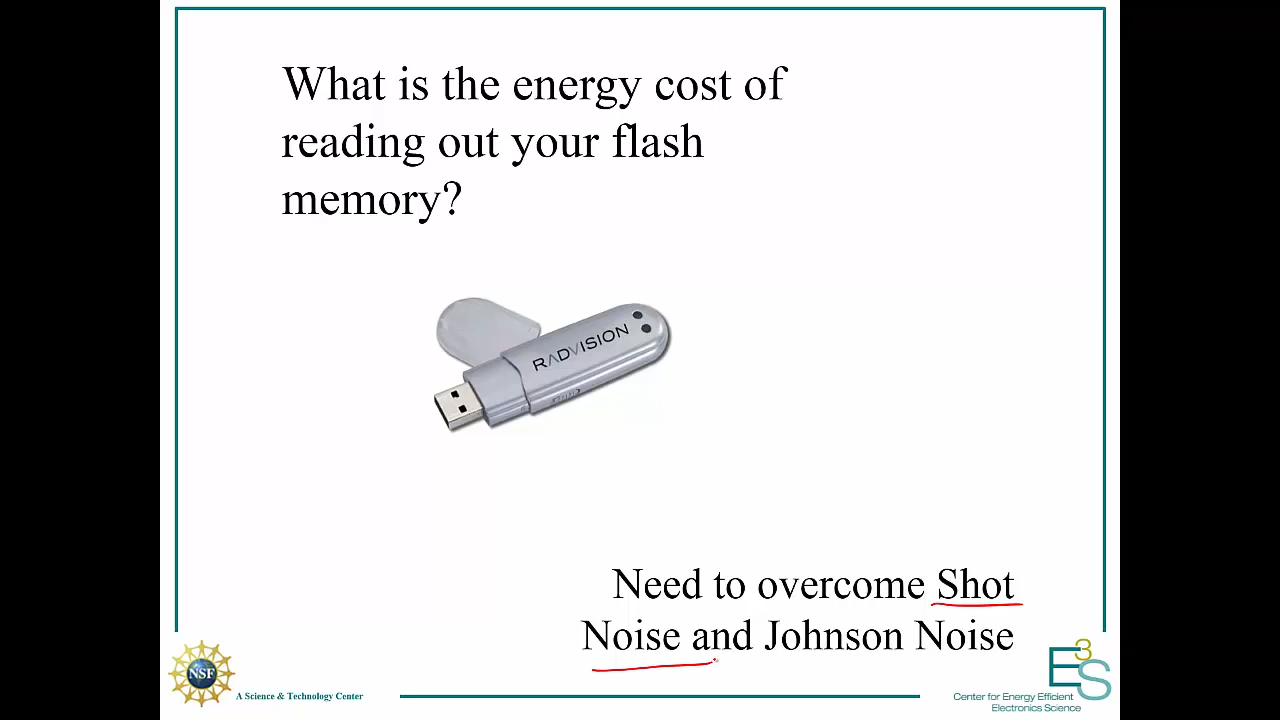 What is the energy cost of
reading out your flash
memory?
RADVISION
Need to overcome Shot
Noise and Johnson Noise
NSF
A Science & Technology Center
E3S
Center for Energy Efficient
Electronics Science